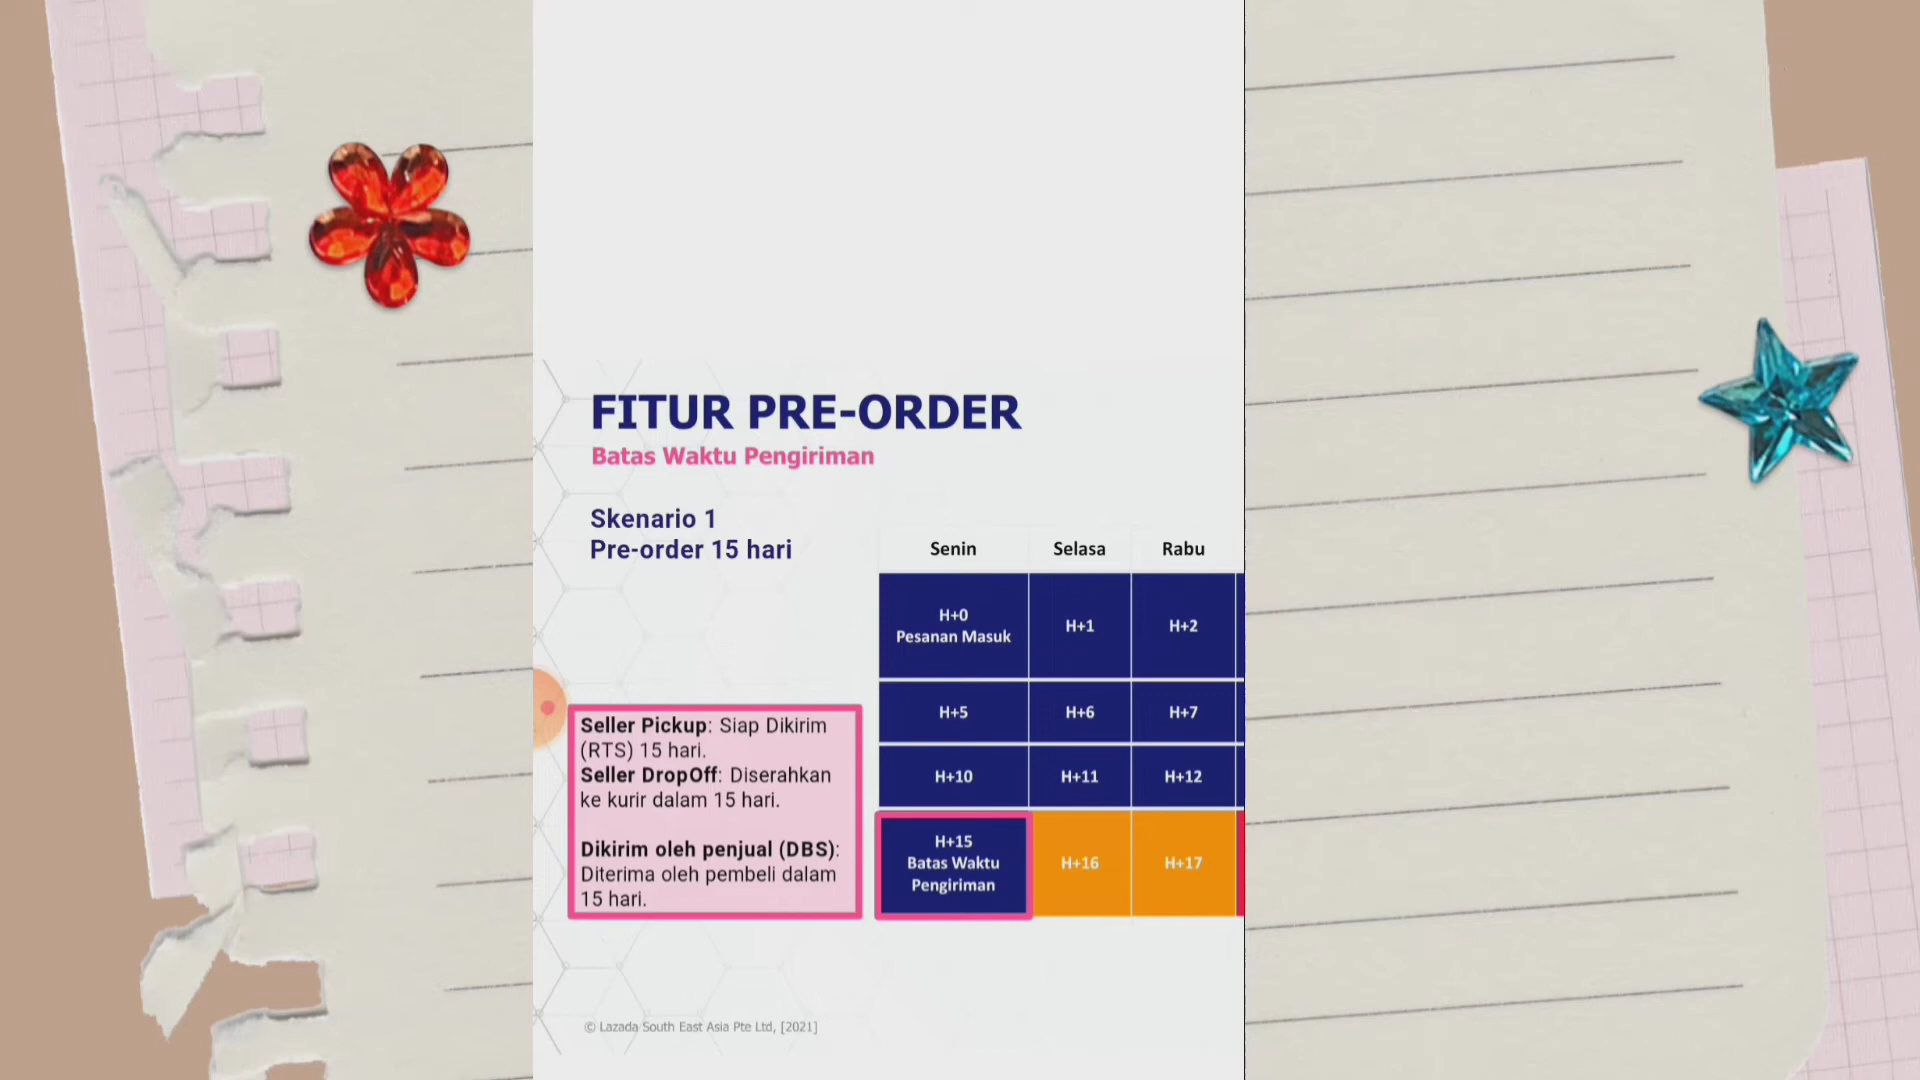 FITUR PRE-ORDER
Batas Waktu Pengiriman
Skenario 1
Pre-order 15 hari
Senin Selasa Rabu
H+0
Pesanan Masuk
H+1 H+2
H+5 H+6 H+7
H+10 H+11 H+12
H+15
Batas Waktu
Pengiriman
H+16 H+17
Seller Pickup: Siap Dikirim
(RTS) 15 hari.
Seller DropOff: Diserahkan
ke kurir dalam 15 hari.
Dikirim oleh penjual (DBS):
Diterima oleh pembeli dalam
15 hari.
© Lazada South East Asia Pte Ltd, [2021]